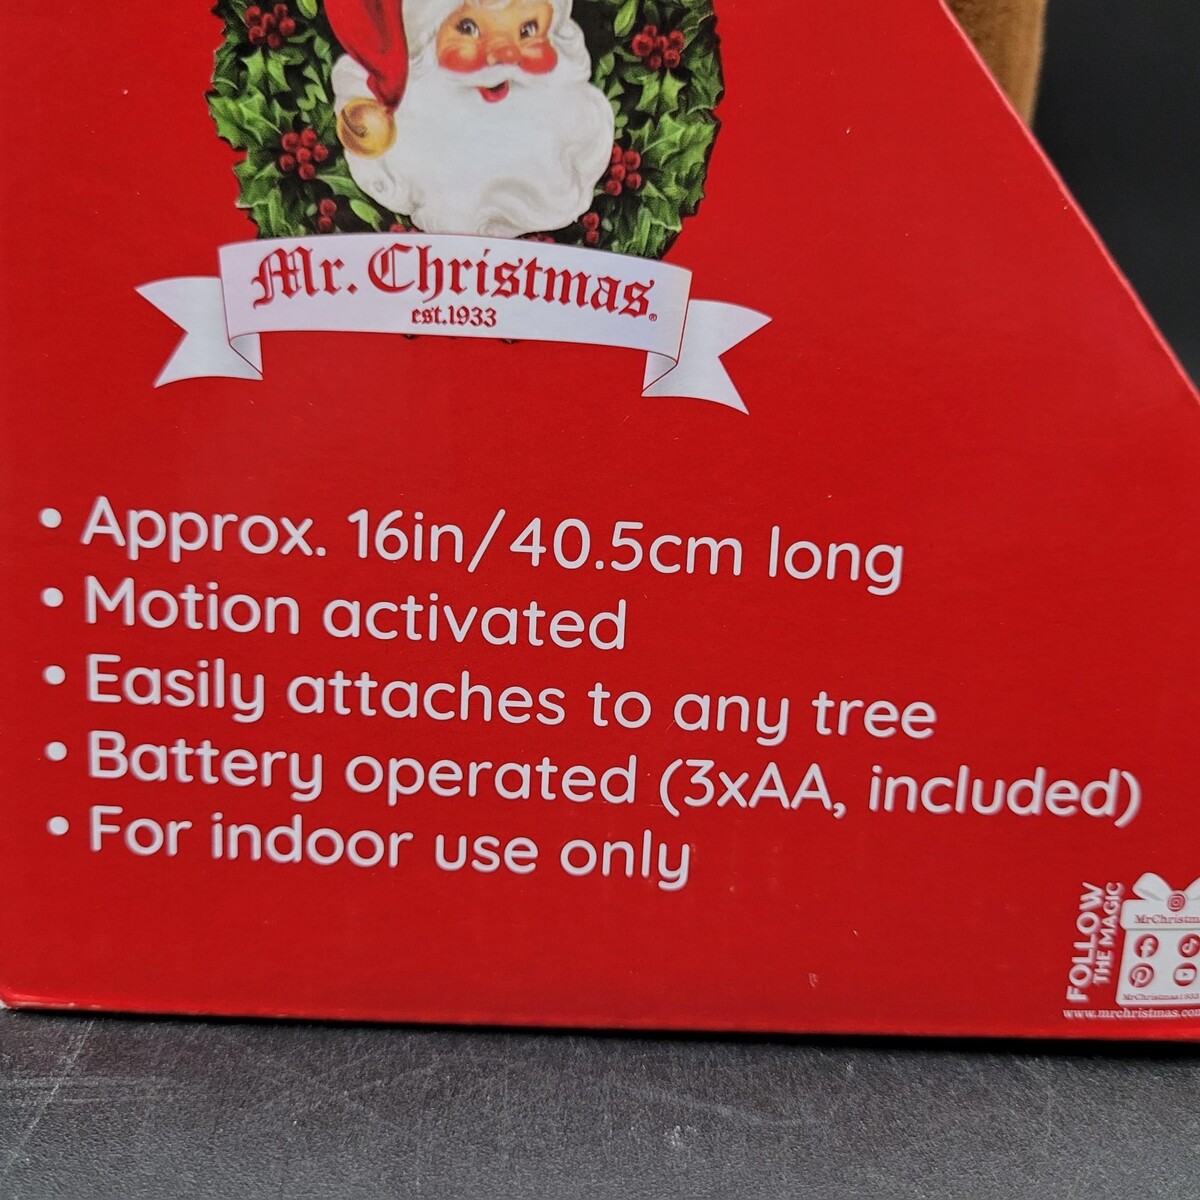 Mr. Christmas®
est.1933
• Approx. 16in/40.5cm long
• Motion activated
• Easily attaches to any tree
• Battery operated (3xAA, included)
• For indoor use only
FOLLOW
THE MAGIC
MrChristmas1933
www.mrchristmas.com